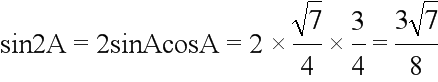 sin2A = 2sinAcosA = 2 × √7/4 × 3/4 = 3√7/8